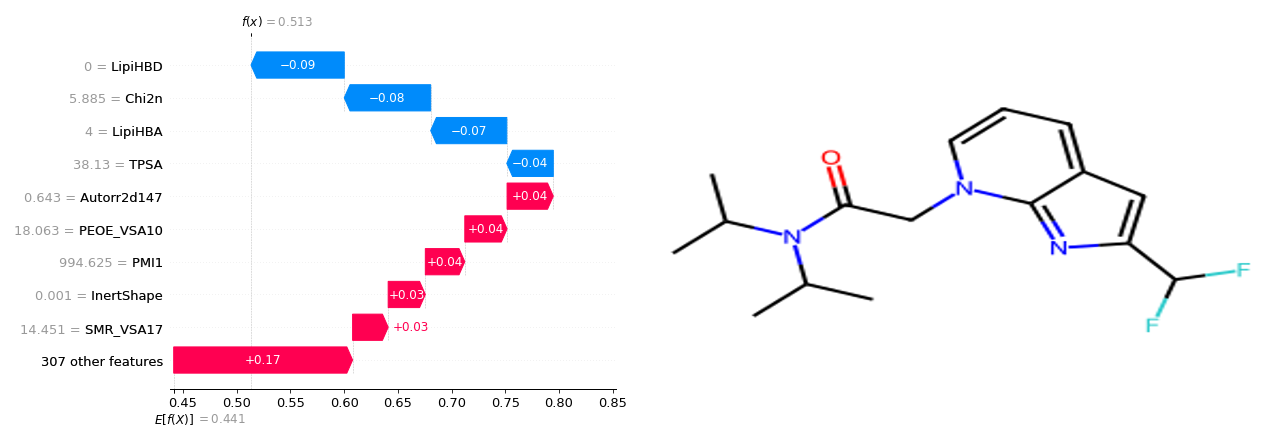 f(x) = 0.513
0 = LipiHBD
−0.09
5.885 = Chi2n
−0.08
4 = LipiHBA
−0.07
38.13 = TPSA
−0.04
0.643 = Autorr2d147
+0.04
18.063 = PEOE_VSA10
+0.04
994.625 = PMI1
+0.04
0.001 = InertShape
+0.03
14.451 = SMR_VSA17
+0.03
307 other features
+0.17
0.45 0.50 0.55 0.60 0.65 0.70 0.75 0.80 0.85
E[f(X)] = 0.441
O
N
N
N
F
F